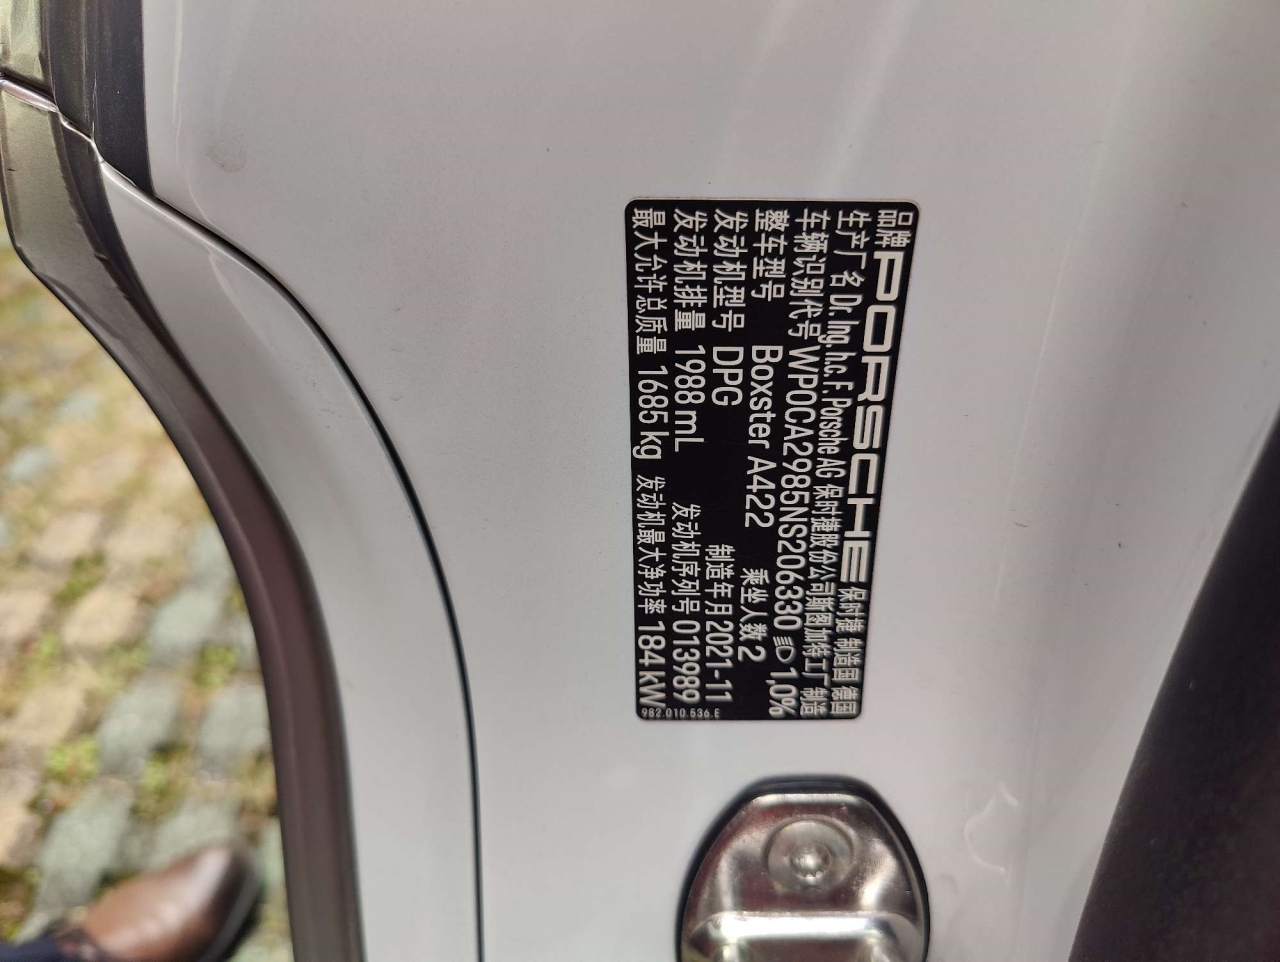 品牌 PORSCHE 保时捷 制造国 德国
生产厂名 Dr. Ing. h.c. F. Porsche AG 保时捷股份公司斯图加特工厂 制造
车辆识别代号 WP0CA2985NS206330 1,0%
整车型号 Boxster A422 乘坐人数 2
发动机型号 DPG 制造年月 2021-11
发动机排量 1988 mL 发动机序列号 013989
最大允许总质量 1685 kg 发动机最大净功率 184 kW
982.010.536.E